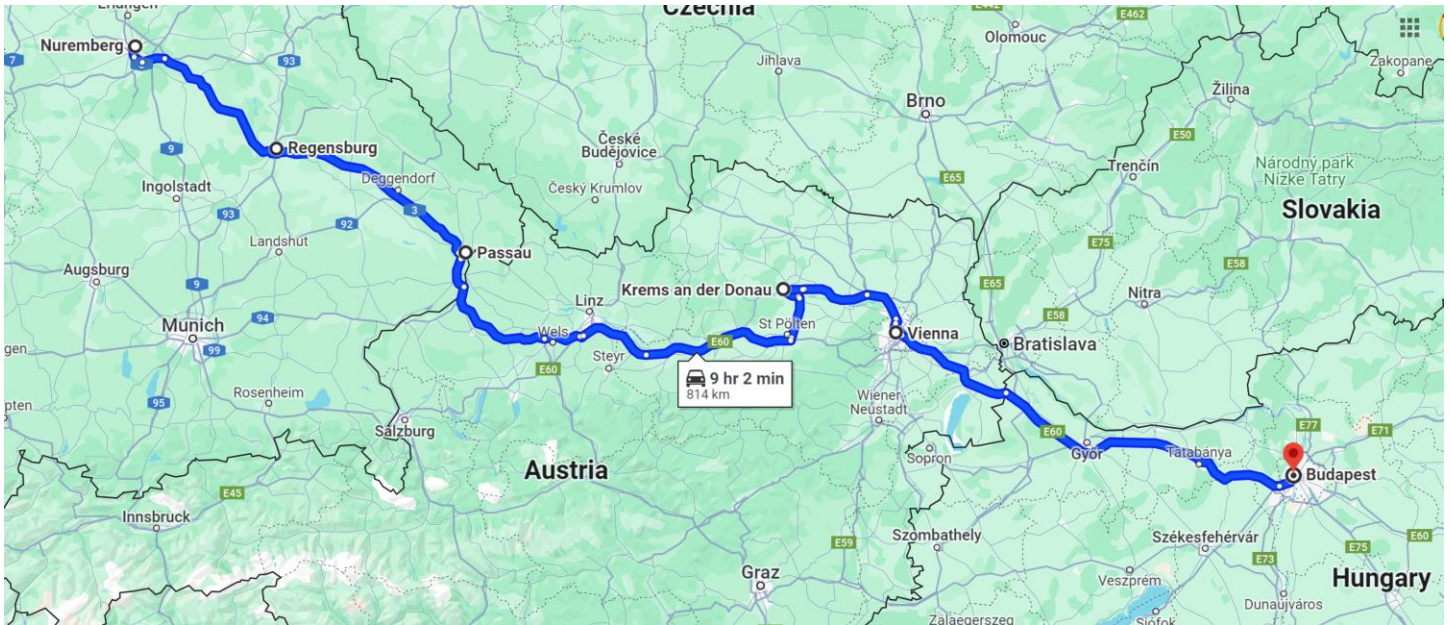 Erlangen
Czechia
E442
E462
Olomouc
Nuremberg
7
93
Jihlava
Zakopane
Žilina
Brno
E50
České
Budějovice
Regensburg
9
Trenčín
Národný park
Nízke Tatry
Deggendorf
Ingolstadt
Český Krumlov
E65
E65
Slovakia
3
93
92
Landshut
E75
Passau
E58
Augsburg
9
E65
Krems an der Donau
Nitra
Linz
E58
Munich
94
St Pölten
Vienna
Wels
E60
Bratislava
99
Steyr
E60
9 hr 2 min
814 km
Rosenheim
95
Wiener
Neustadt
Salzburg
E60
E77
E71
Sopron
Győr
Tatabánya
Austria
Budapest
E45
Innsbruck
Szombathely
Székesfehérvár
E59
E75
E60
E73
Graz
Veszprém
Hungary
Dunaújváros
Zalaegerszeg
Siófok